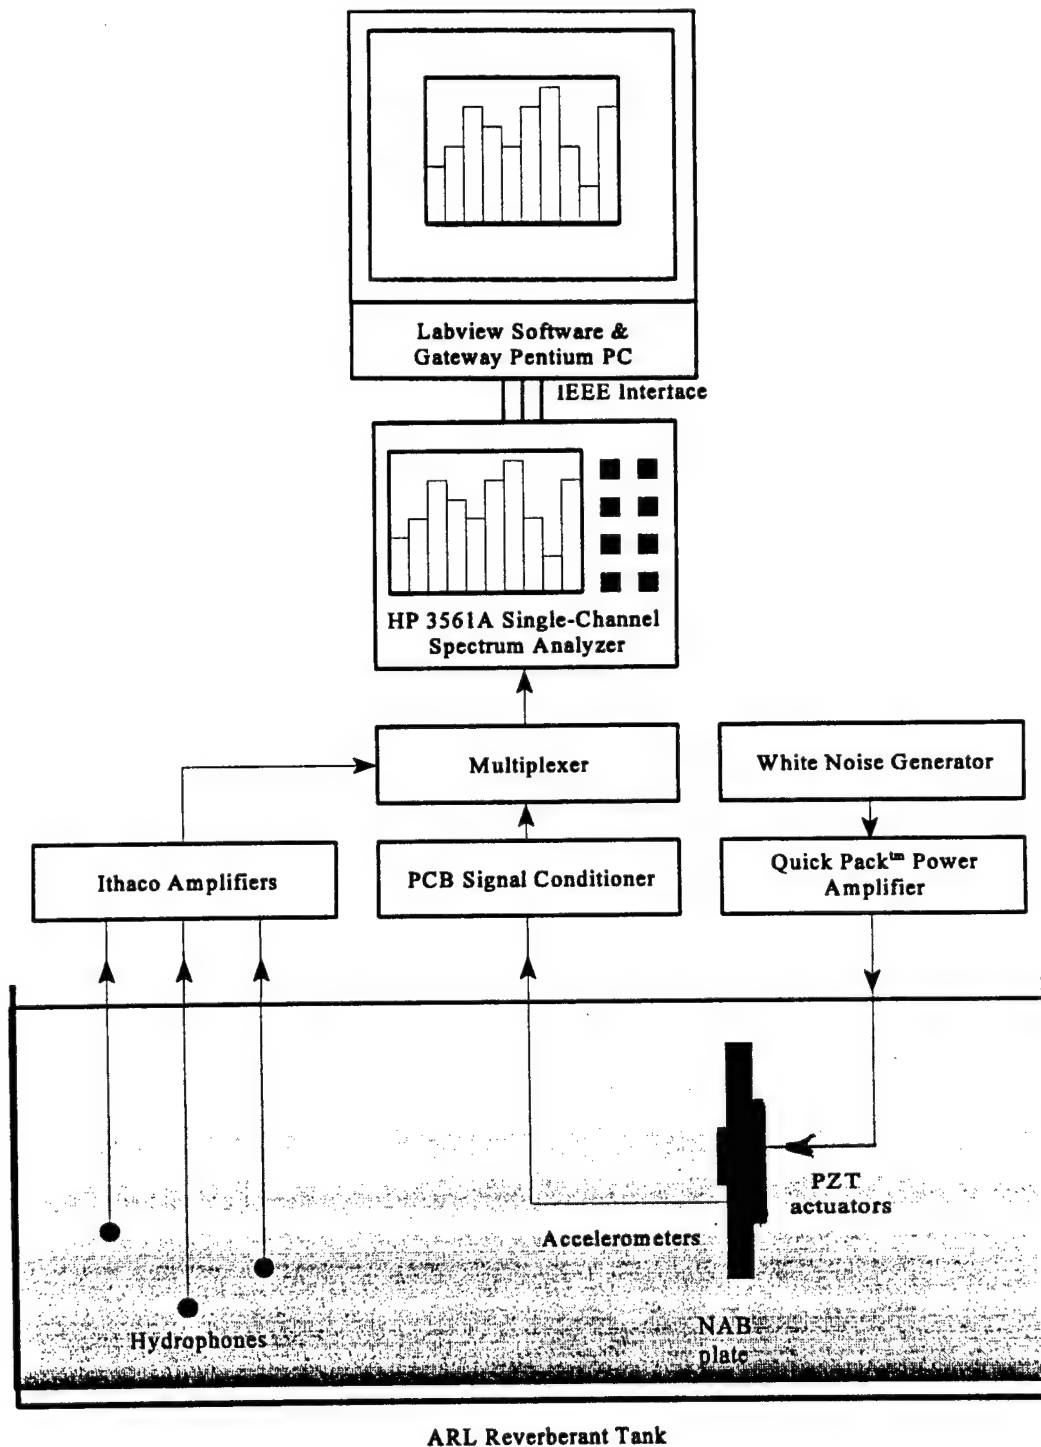 Labview Software &
Gateway Pentium PC
IEEE Interface
HP 3561A Single-Channel
Spectrum Analyzer
Multiplexer
White Noise Generator
Ithaco Amplifiers
PCB Signal Conditioner
Quick Pack™ Power
Amplifier
PZT
actuators
Accelerometers
Hydrophones
NAB
plate
ARL Reverberant Tank